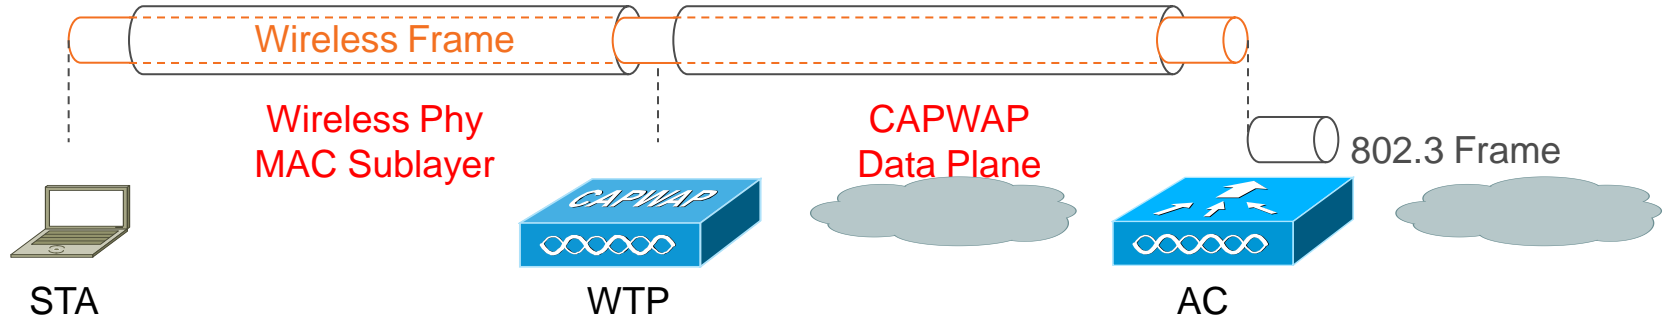 Wireless Frame
Wireless Phy
MAC Sublayer
CAPWAP
Data Plane
802.3 Frame
CAPWAP
STA
WTP
AC